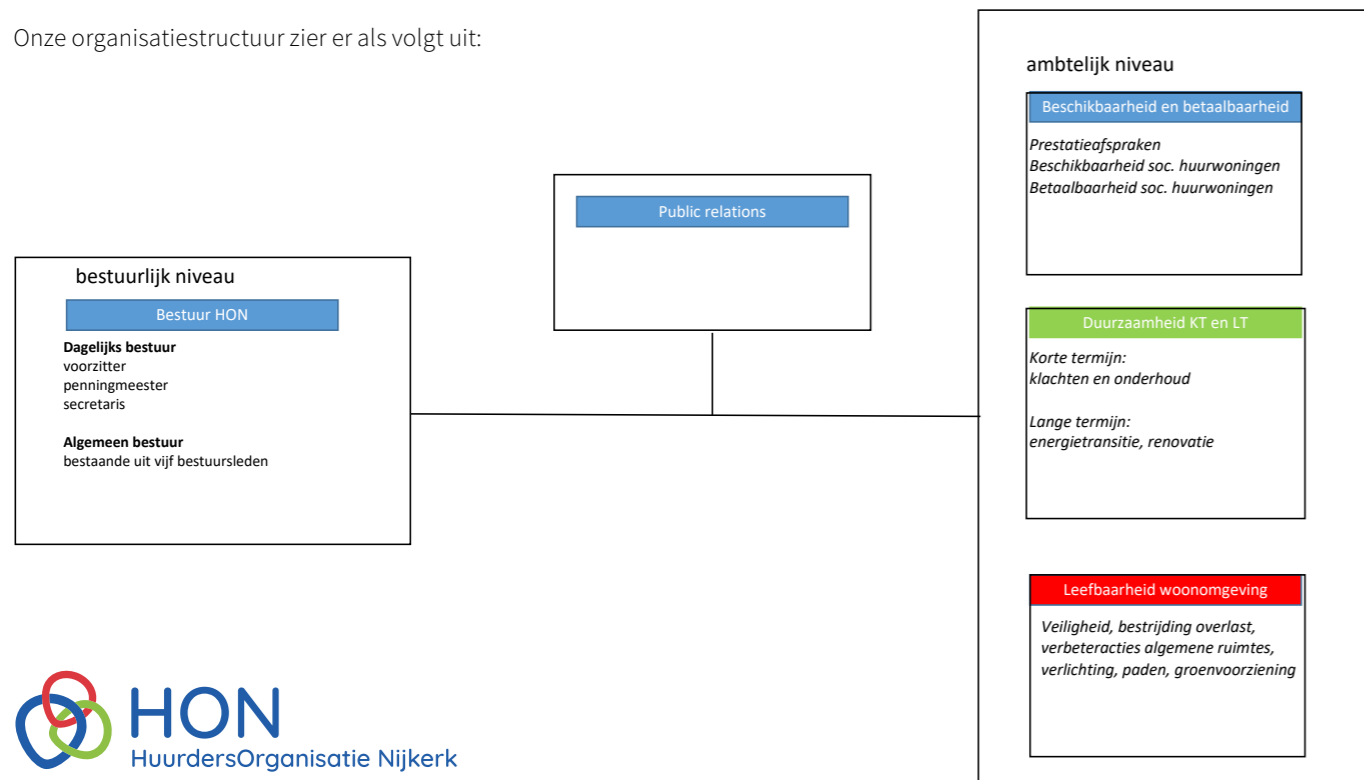 Onze organisatiestructuur zier er als volgt uit:
bestuurlijk niveau
Bestuur HON
Dagelijks bestuur
voorzitter
penningmeester
secretaris
Algemeen bestuur
bestaande uit vijf bestuursleden
Public relations
ambtelijk niveau
Beschikbaarheid en betaalbaarheid
Prestatieafspraken
Beschikbaarheid soc. huurwoningen
Betaalbaarheid soc. huurwoningen
Duurzaamheid KT en LT
Korte termijn:
klachten en onderhoud
Lange termijn:
energietransitie, renovatie
Leefbaarheid woonomgeving
Veiligheid, bestrijding overlast,
verbeteracties algemene ruimtes,
verlichting, paden, groenvoorziening
HON
HuurdersOrganisatie Nijkerk